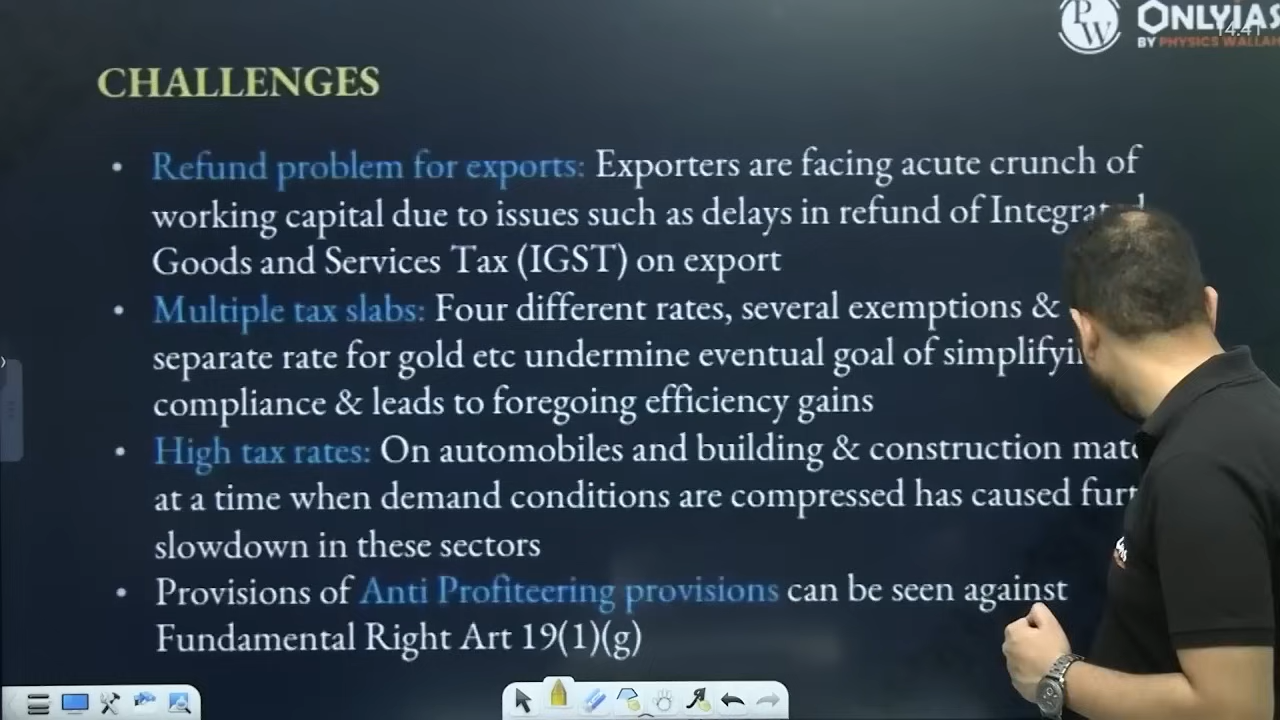 PW ONLYIAS
14:41
BY PHYSICS WALLAH
CHALLENGES
• Refund problem for exports: Exporters are facing acute crunch of
working capital due to issues such as delays in refund of
Goods and Services Tax (IGST) on export
• Multiple tax slabs: Four different rates, several exemptions &
separate rate for gold etc undermine eventual goal of
compliance & leads to foregoing efficiency gains
• High tax rates: On automobiles and building & construction
at a time when demand conditions are compressed has caused
slowdown in these sectors
• Provisions of Anti Profiteering provisions can be seen against
Fundamental Right Art 19(1)(g)